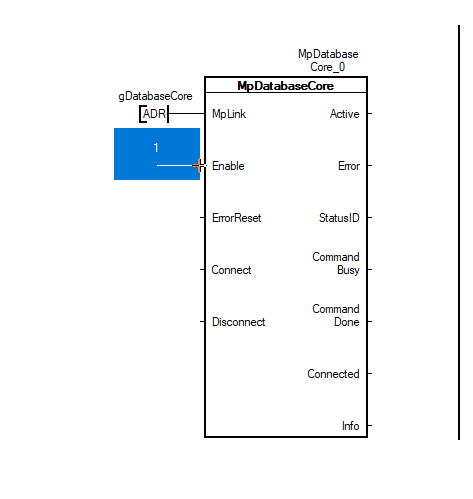 MpDatabase
Core_0
MpDatabaseCore
gDatabaseCore
ADR
MpLink
Active
1
Enable
Error
ErrorReset
StatusID
Command
Connect
Busy
Command
Disconnect
Done
Connected
Info